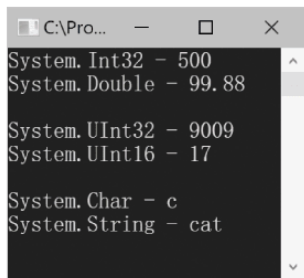 C:\Pro...
System.Int32 - 500
System.Double - 99.88
System.UInt32 - 9009
System.UInt16 - 17
System.Char - c
System.String - cat